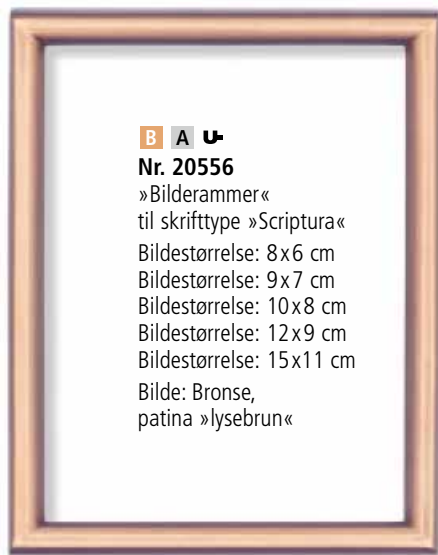 B A
Nr. 20556
»Bilderammer«
til skrifttype »Scriptura«
Bildestørrelse: 8x6 cm
Bildestørrelse: 9x7 cm
Bildestørrelse: 10x8 cm
Bildestørrelse: 12x9 cm
Bildestørrelse: 15x11 cm
Bilde: Bronse,
patina »lysebrun«